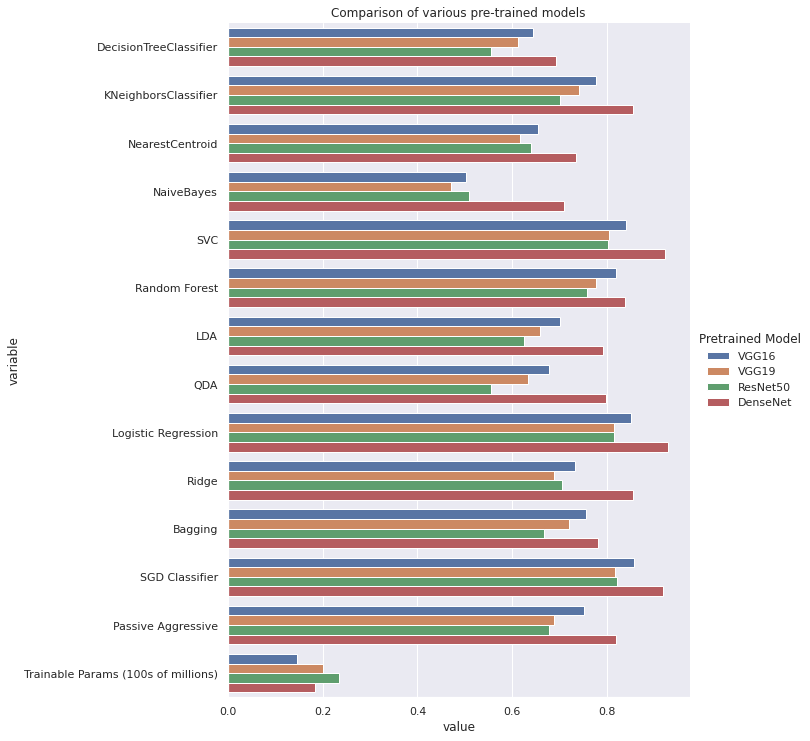 Comparison of various pre-trained models
variable
DecisionTreeClassifier
KNeighborsClassifier
NearestCentroid
NaiveBayes
SVC
Random Forest
LDA
QDA
Logistic Regression
Ridge
Bagging
SGD Classifier
Passive Aggressive
Trainable Params (100s of millions)
0.0 0.2 0.4 0.6 0.8
value
Pretrained Model
VGG16
VGG19
ResNet50
DenseNet